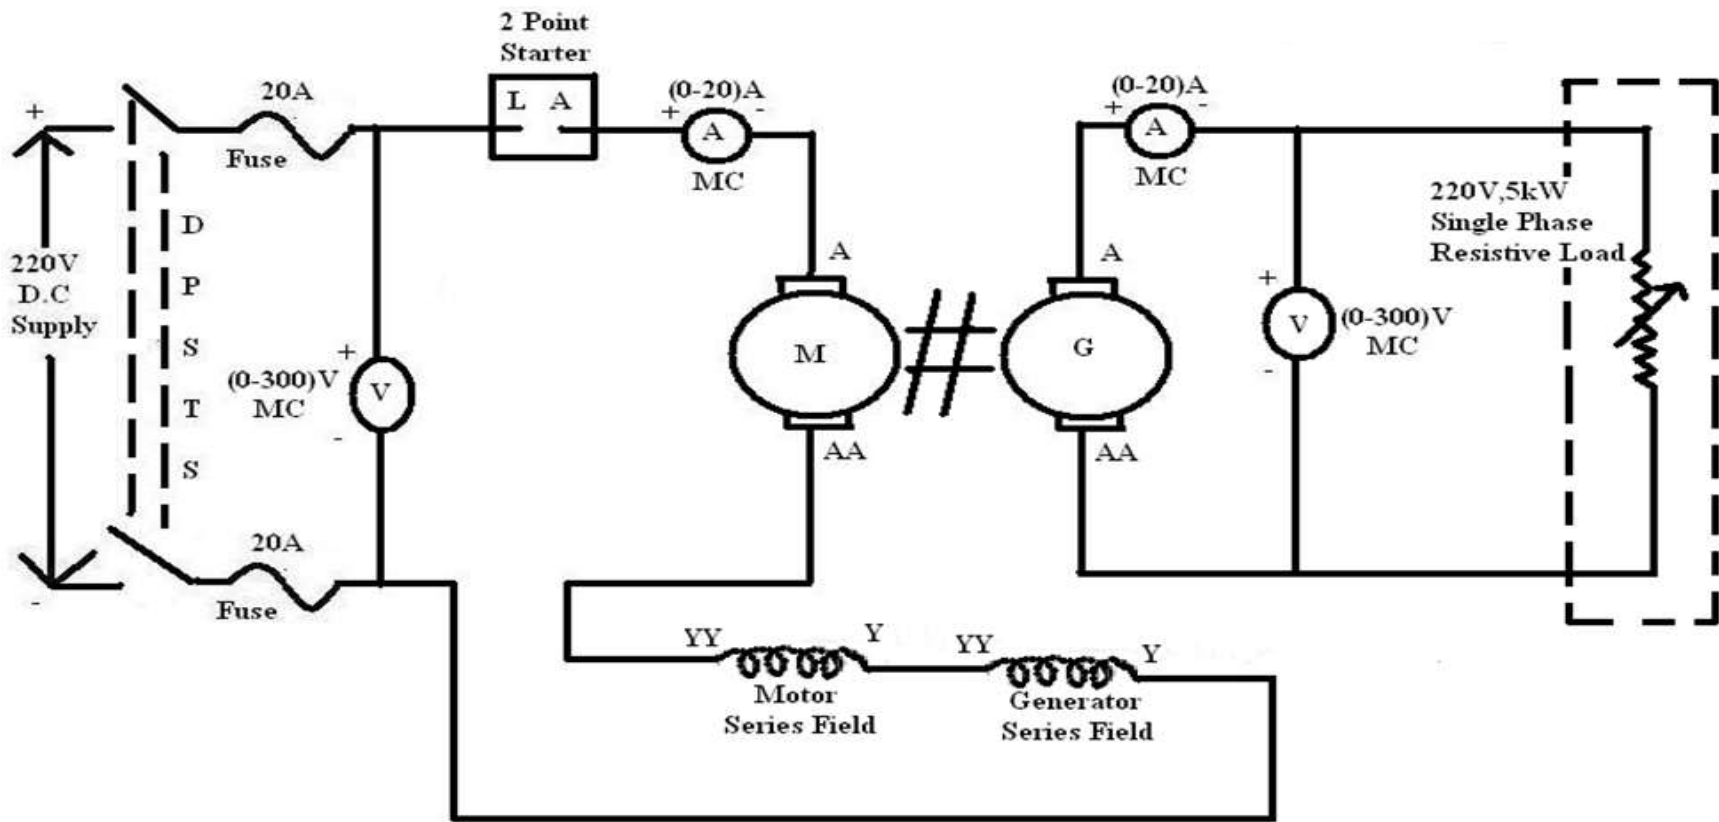 2 Point
Starter
20A
L A
(0-20)A
+ -
A
MC
(0-20)A
+ -
A
MC
+
Fuse
220V
D.C
Supply
-
D
P
S
T
S
220V,5kW
Single Phase
Resistive Load
A
M
AA
A
G
AA
+
V
(0-300)V
MC
-
+
(0-300)V
MC
V
-
20A
Fuse
YY
Y
YY
Y
Motor
Series Field
Generator
Series Field